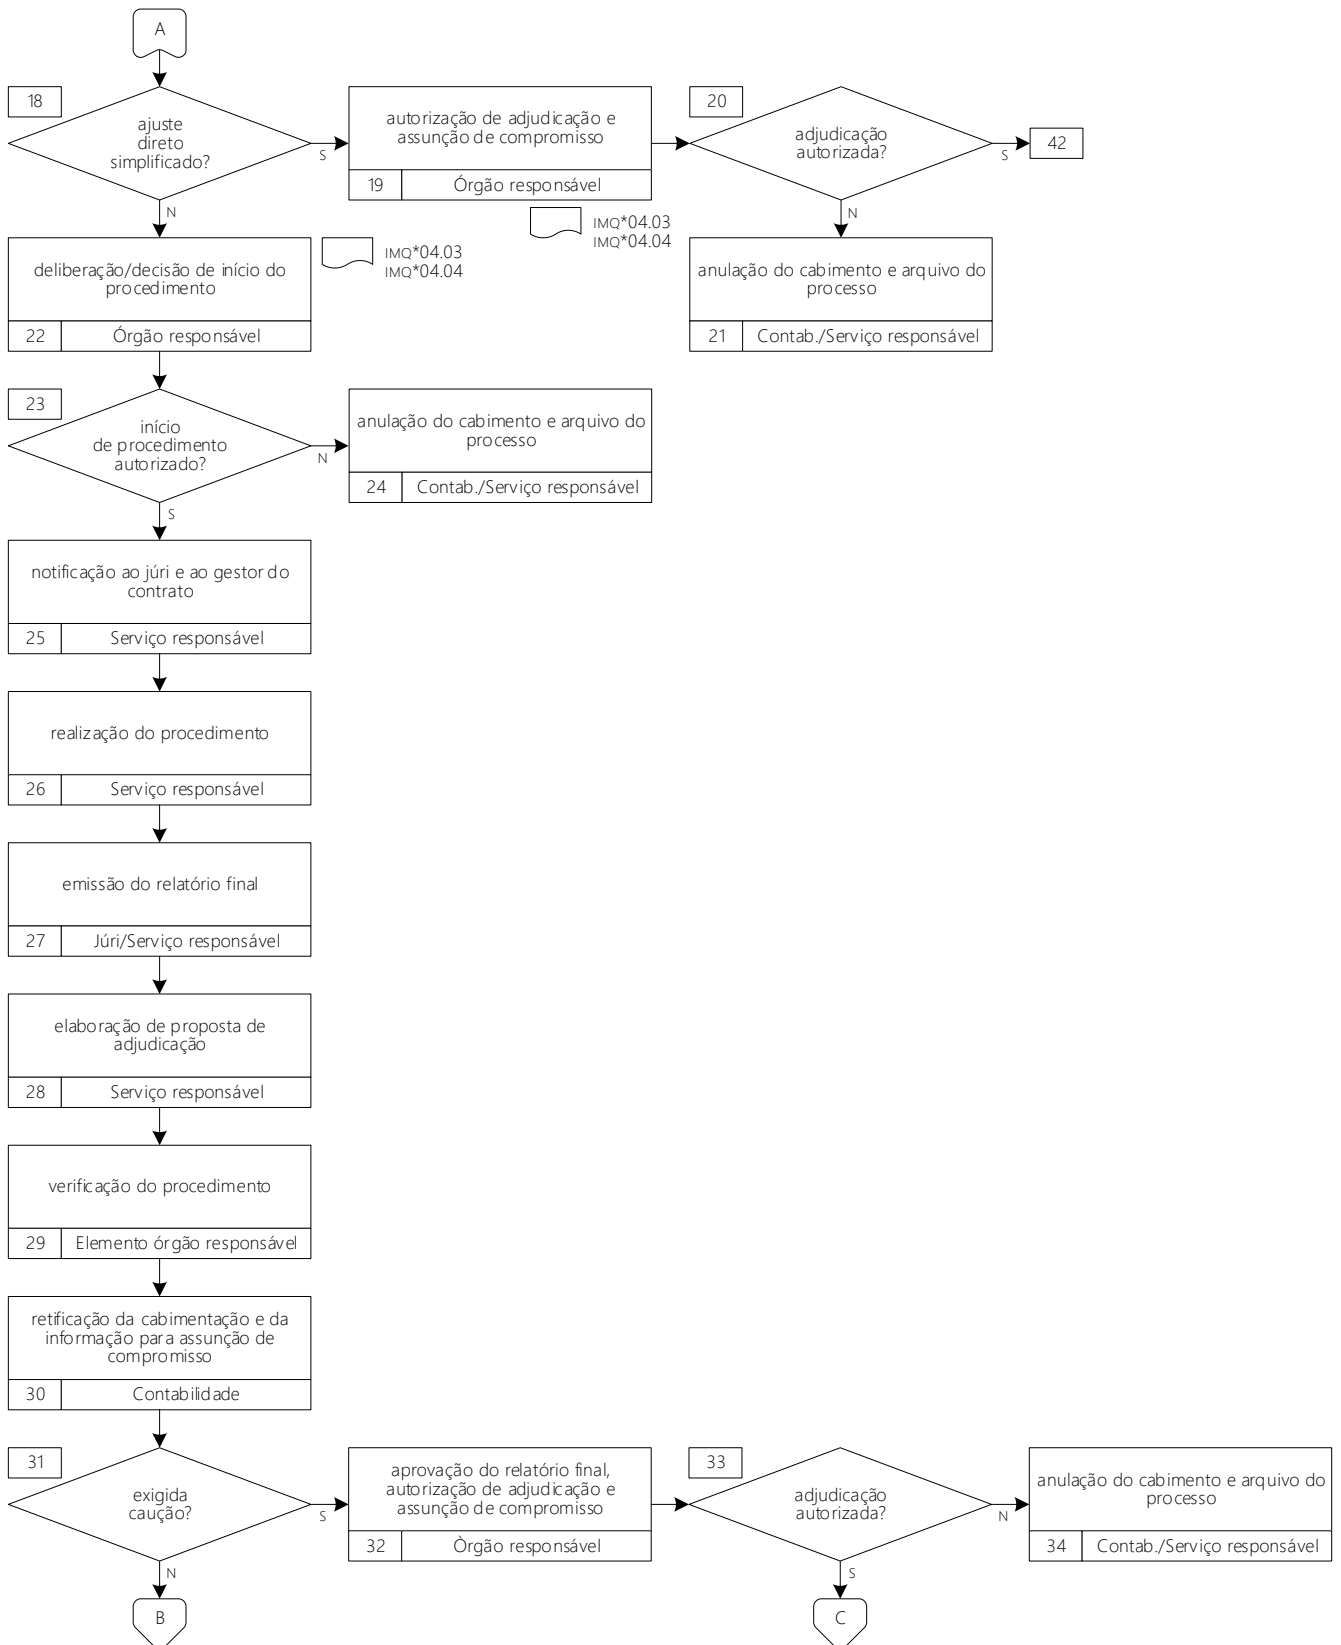 A
18
ajuste
direto
simplificado?
S
N
autorização de adjudicação e
assunção de compromisso
19 Órgão responsável
IMQ*04.03
IMQ*04.04
20
adjudicação
autorizada?
S
42
N
anulação do cabimento e arquivo do
processo
21 Contab./Serviço responsável
deliberação/decisão de início do
procedimento
22 Órgão responsável
IMQ*04.03
IMQ*04.04
23
início
de procedimento
autorizado?
N
S
anulação do cabimento e arquivo do
processo
24 Contab./Serviço responsável
notificação ao júri e ao gestor do
contrato
25 Serviço responsável
realização do procedimento
26 Serviço responsável
emissão do relatório final
27 Júri/Serviço responsável
elaboração de proposta de
adjudicação
28 Serviço responsável
verificação do procedimento
29 Elemento órgão responsável
retificação da cabimentação e da
informação para assunção de
compromisso
30 Contabilidade
31
exigida
caução?
S
N
B
aprovação do relatório final,
autorização de adjudicação e
assunção de compromisso
32 Òrgão responsável
33
adjudicação
autorizada?
N
S
C
anulação do cabimento e arquivo do
processo
34 Contab./Serviço responsável